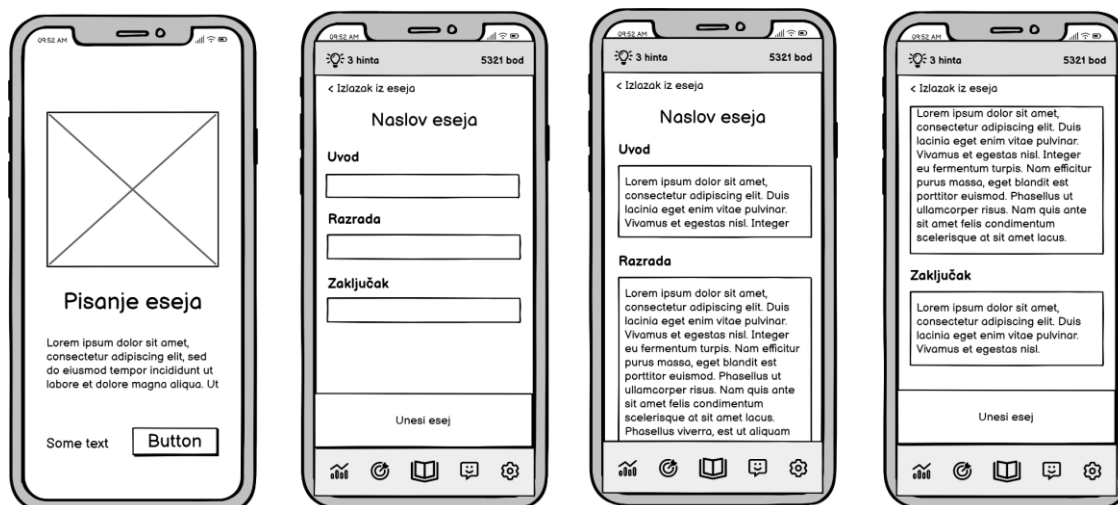 09:52 AM
Pisanje eseja
Lorem ipsum dolor sit amet,
consectetur adipiscing elit, sed
do eiusmod tempor incididunt ut
labore et dolore magna aliqua. Ut
Some text
Button
09:52 AM
3 hinta
5321 bod
< Izlazak iz eseja
Naslov eseja
Uvod
Razrada
Zaključak
Unesi esej
09:52 AM
3 hinta
5321 bod
< Izlazak iz eseja
Naslov eseja
Uvod
Lorem ipsum dolor sit amet,
consectetur adipiscing elit. Duis
lacinia eget enim vitae pulvinar.
Vivamus et egestas nisl. Integer
Razrada
Lorem ipsum dolor sit amet,
consectetur adipiscing elit. Duis
lacinia eget enim vitae pulvinar.
Vivamus et egestas nisl. Integer
eu fermentum turpis. Nam efficitur
purus massa, eget blandit est
porttitor euismod. Phasellus ut
ullamcorper risus. Nam quis ante
sit amet felis condimentum
scelerisque at sit amet lacus.
Phasellus viverra, est ut aliquam
09:52 AM
3 hinta
5321 bod
< Izlazak iz eseja
Lorem ipsum dolor sit amet,
consectetur adipiscing elit. Duis
lacinia eget enim vitae pulvinar.
Vivamus et egestas nisl. Integer
eu fermentum turpis. Nam efficitur
purus massa, eget blandit est
porttitor euismod. Phasellus ut
ullamcorper risus. Nam quis ante
sit amet felis condimentum
scelerisque at sit amet lacus.
Zaključak
Lorem ipsum dolor sit amet,
consectetur adipiscing elit. Duis
lacinia eget enim vitae pulvinar.
Vivamus et egestas nisl.
Unesi esej